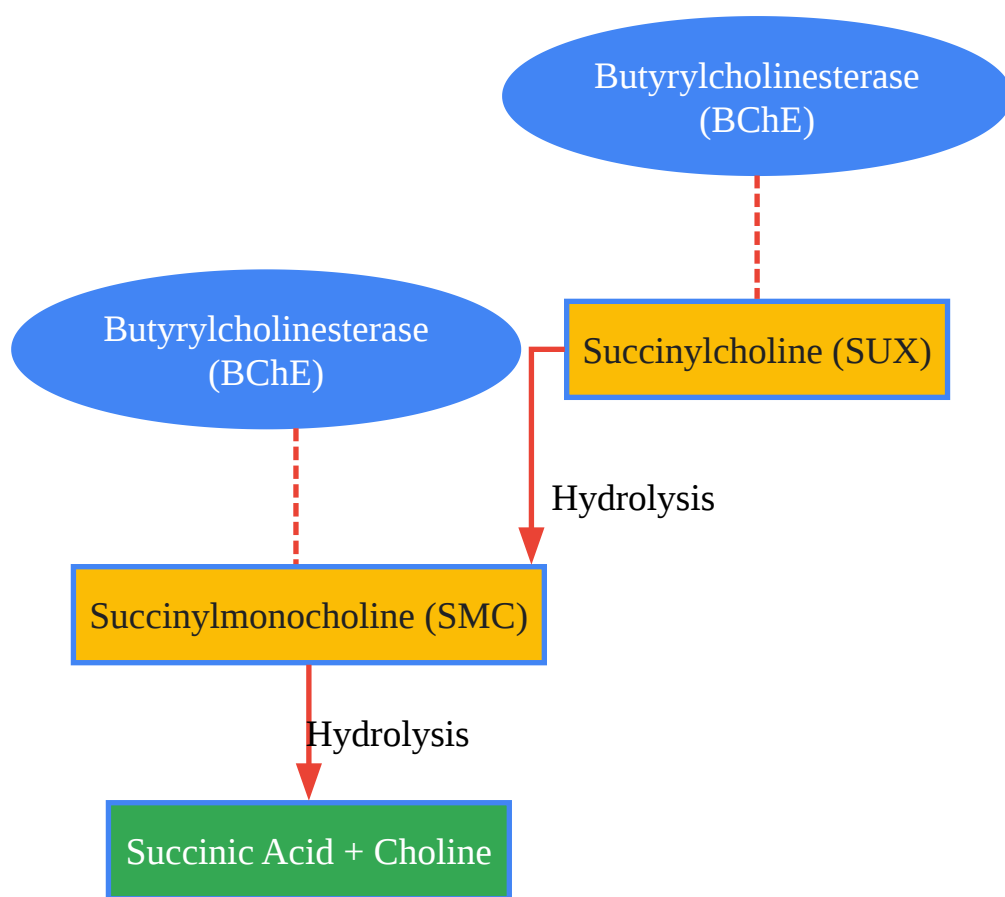 Butyrylcholinesterase
(BChE)
Butyrylcholinesterase
(BChE)
Succinylcholine (SUX)
Hydrolysis
Succinylmonocholine (SMC)
Hydrolysis
Succinic Acid + Choline